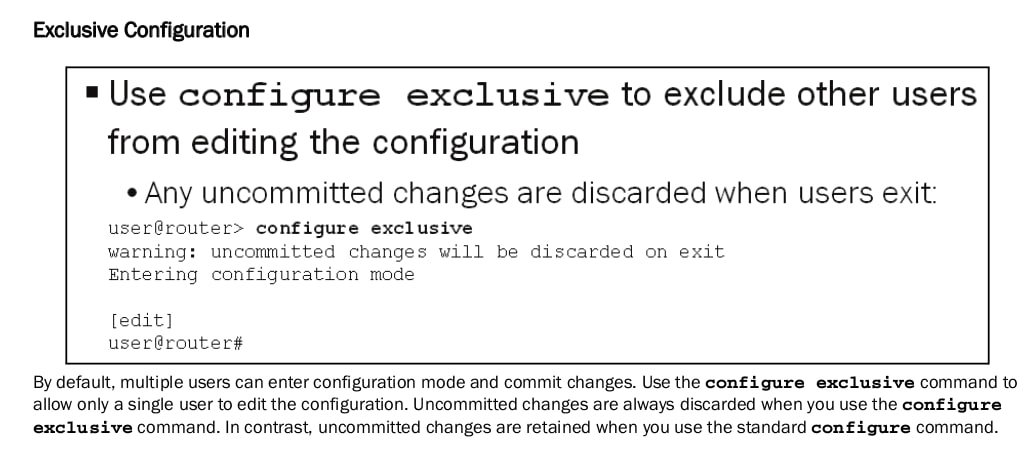 Exclusive Configuration
▪ Use configure exclusive to exclude other users
from editing the configuration
• Any uncommitted changes are discarded when users exit:
user@router> configure exclusive
warning: uncommitted changes will be discarded on exit
Entering configuration mode
[edit]
user@router#
By default, multiple users can enter configuration mode and commit changes. Use the configure exclusive command to
allow only a single user to edit the configuration. Uncommitted changes are always discarded when you use the configure
exclusive command. In contrast, uncommitted changes are retained when you use the standard configure command.